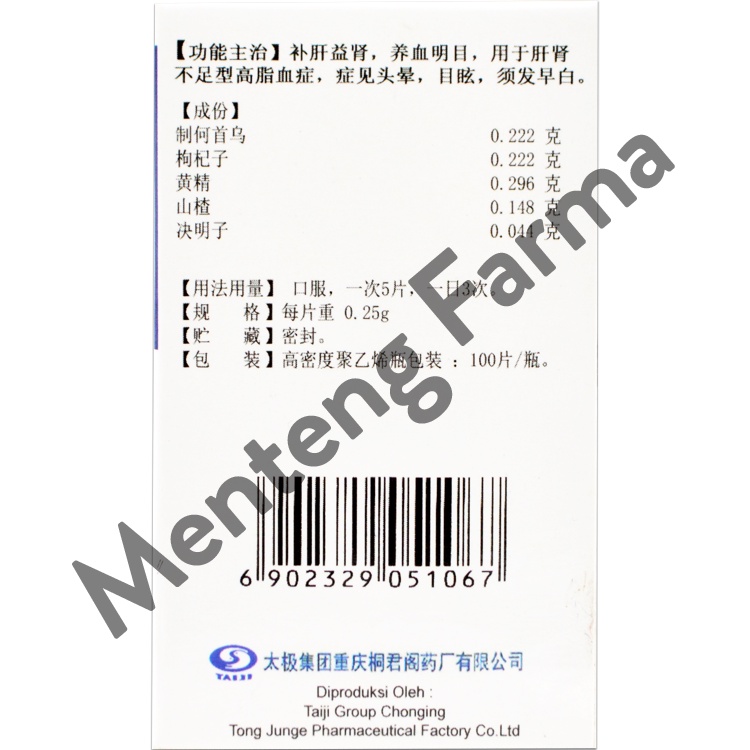 【功能主治】补肝益肾，养血明目，用于肝肾
不足型高脂血症，症见头晕，目眩，须发早白。
【成份】
制何首乌 0.222 克
枸杞子 0.222 克
黄精 0.296 克
山楂 0.148 克
决明子 0.044 克
【用法用量】 口服，一次5片，一日3次。
【规 格】每片重 0.25g
【贮 藏】密封。
【包 装】高密度聚乙烯瓶包装 ：100片/瓶。
Menteng Farma
6 902329 051067
TAIJI
太极集团重庆桐君阁药厂有限公司
Diproduksi Oleh :
Taiji Group Chonging
Tong Junge Pharmaceutical Factory Co.Ltd